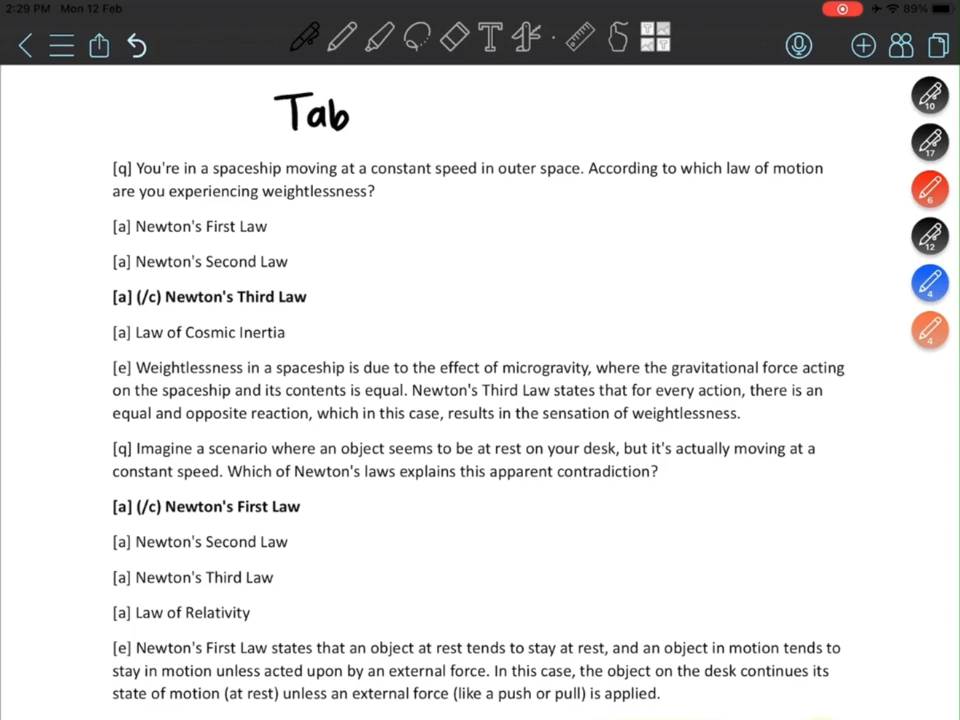 2:29 PM Mon 12 Feb
89%
Tab
[q] You're in a spaceship moving at a constant speed in outer space. According to which law of motion
are you experiencing weightlessness?
[a] Newton's First Law
[a] Newton's Second Law
[a] (/c) Newton's Third Law
[a] Law of Cosmic Inertia
[e] Weightlessness in a spaceship is due to the effect of microgravity, where the gravitational force acting
on the spaceship and its contents is equal. Newton's Third Law states that for every action, there is an
equal and opposite reaction, which in this case, results in the sensation of weightlessness.
[q] Imagine a scenario where an object seems to be at rest on your desk, but it's actually moving at a
constant speed. Which of Newton's laws explains this apparent contradiction?
[a] (/c) Newton's First Law
[a] Newton's Second Law
[a] Newton's Third Law
[a] Law of Relativity
[e] Newton's First Law states that an object at rest tends to stay at rest, and an object in motion tends to
stay in motion unless acted upon by an external force. In this case, the object on the desk continues its
state of motion (at rest) unless an external force (like a push or pull) is applied.
10
17
6
12
4
4